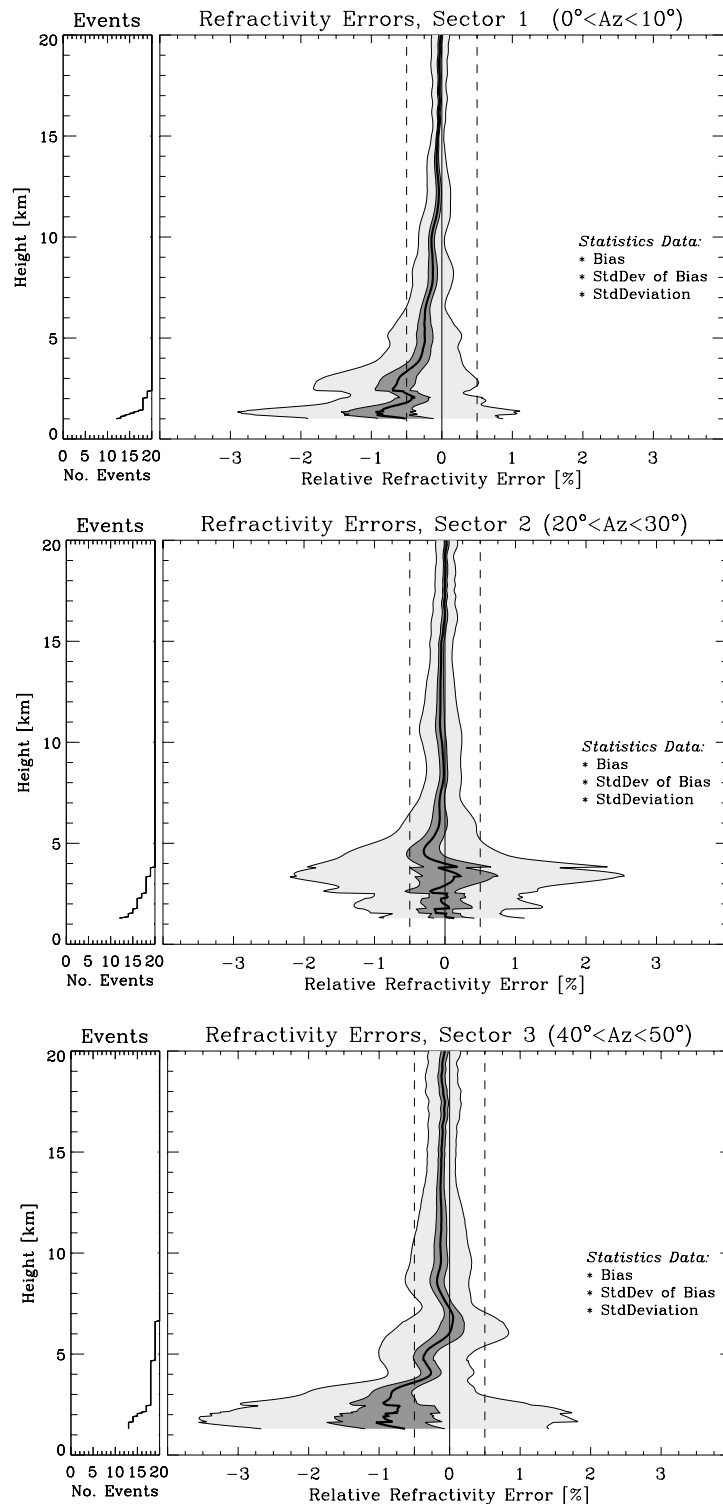 Events
Refractivity Errors, Sector 1 (0°<Az<10°)
20
15
10
5
0
Height [km]
Statistics Data:
* Bias
* StdDev of Bias
* StdDeviation
0 5 10 15 20
No. Events
-3 -2 -1 0 1 2 3
Relative Refractivity Error [%]
Events
Refractivity Errors, Sector 2 (20°<Az<30°)
20
15
10
5
0
Height [km]
Statistics Data:
* Bias
* StdDev of Bias
* StdDeviation
0 5 10 15 20
No. Events
-3 -2 -1 0 1 2 3
Relative Refractivity Error [%]
Events
Refractivity Errors, Sector 3 (40°<Az<50°)
20
15
10
5
0
Height [km]
Statistics Data:
* Bias
* StdDev of Bias
* StdDeviation
0 5 10 15 20
No. Events
-3 -2 -1 0 1 2 3
Relative Refractivity Error [%]